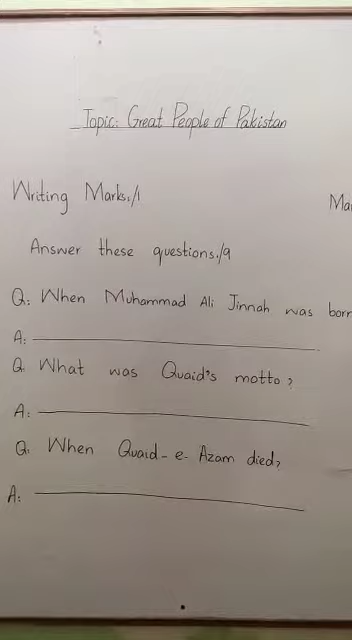 Topic: Great People of Pakistan
Writing Marks:/1
Answer these questions:/9
Q: When Muhammad Ali Jinnah was born
A:
Q: What was Quaid's motto?
A:
Q: When Quaid-e-Azam died?
A: